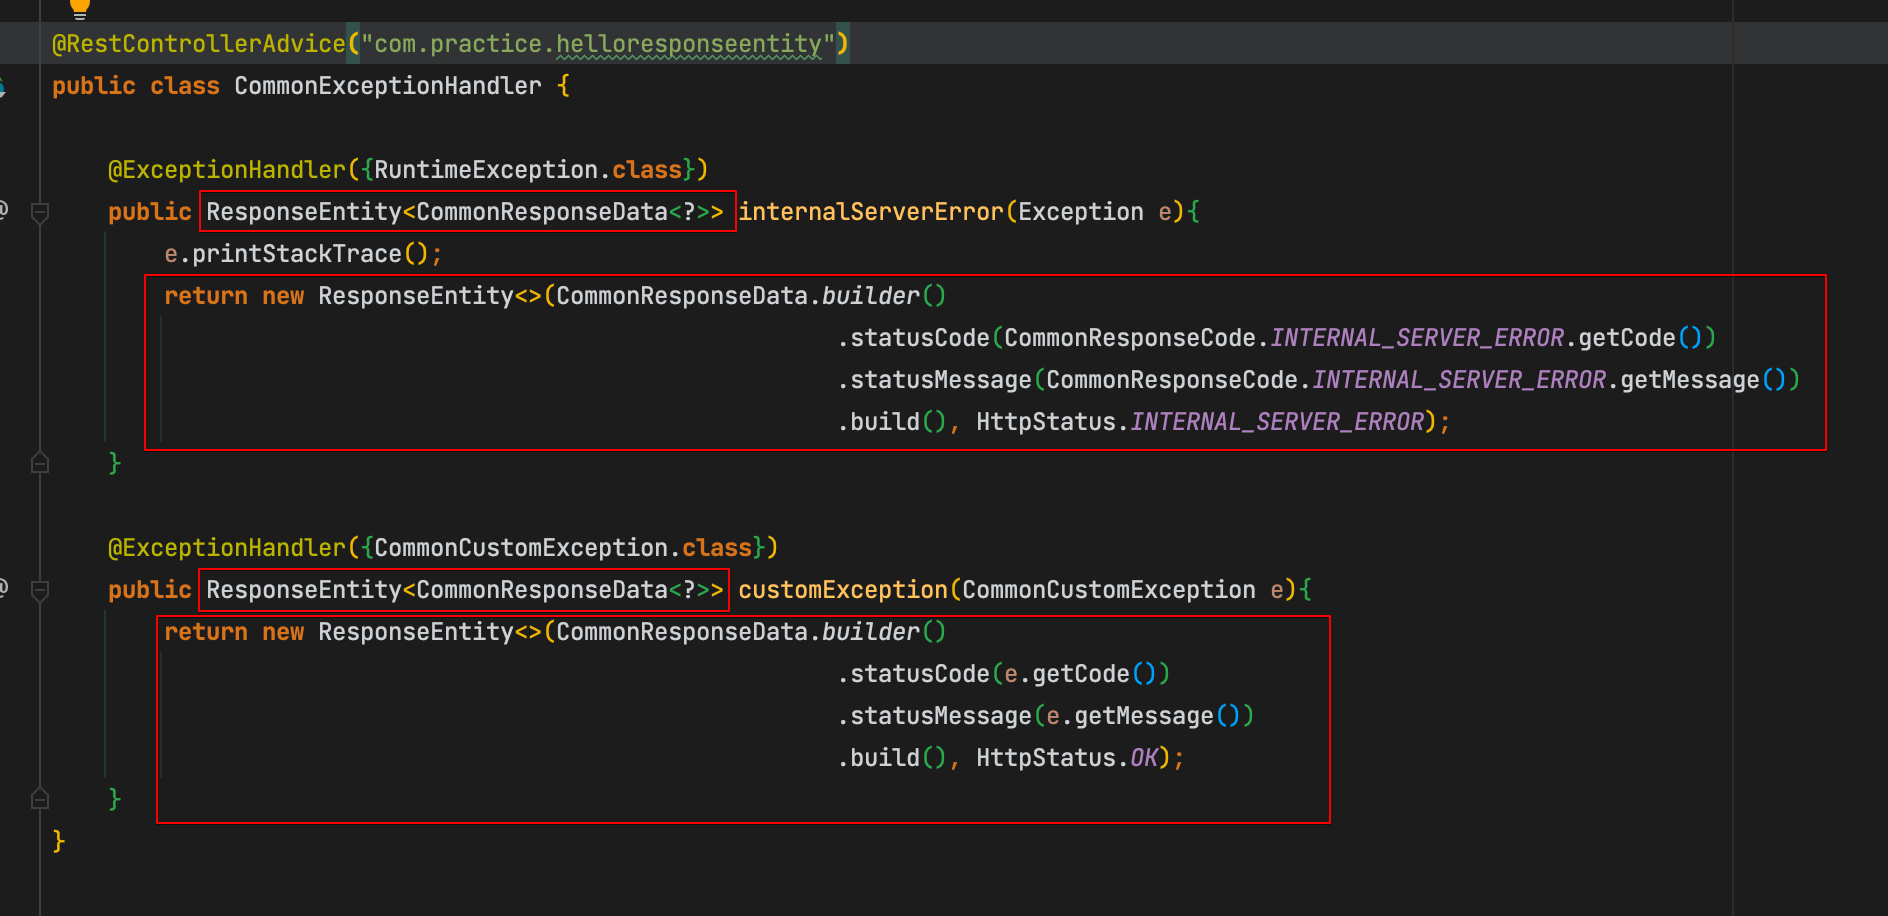 @RestControllerAdvice("com.practice.helloresponseentity")
public class CommonExceptionHandler {
@ExceptionHandler({RuntimeException.class})
public ResponseEntity<CommonResponseData<?>> internalServerError(Exception e){
e.printStackTrace();
return new ResponseEntity<>(CommonResponseData.builder()
.statusCode(CommonResponseCode.INTERNAL_SERVER_ERROR.getCode())
.statusMessage(CommonResponseCode.INTERNAL_SERVER_ERROR.getMessage())
.build(), HttpStatus.INTERNAL_SERVER_ERROR);
}
@ExceptionHandler({CommonCustomException.class})
public ResponseEntity<CommonResponseData<?>> customException(CommonCustomException e){
return new ResponseEntity<>(CommonResponseData.builder()
.statusCode(e.getCode())
.statusMessage(e.getMessage())
.build(), HttpStatus.OK);
}
}